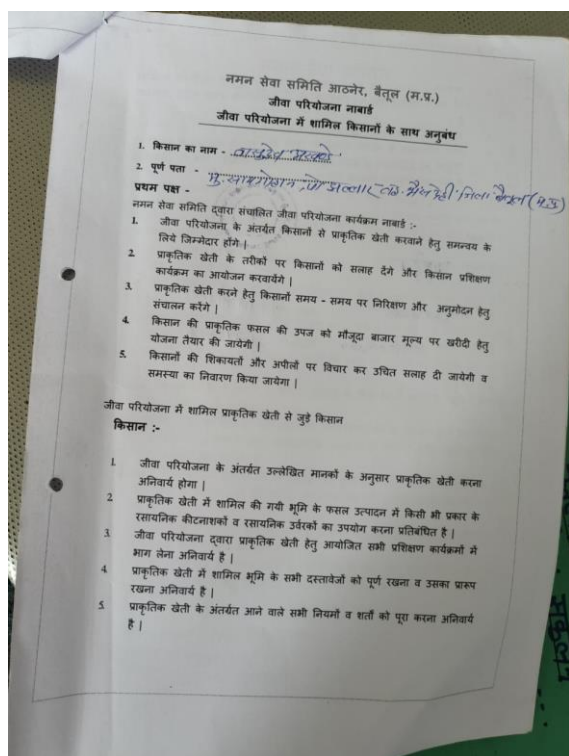 नमन सेवा समिति आठनेर, बैतूल (म.प्र.)
जीवा परियोजना नाबार्ड
जीवा परियोजना में शामिल किसानों के साथ अनुबंध
1. किसान का नाम -
2. पूर्ण पता - जिला बैतूल (म.प्र)
प्रथम पक्ष -
नमन सेवा समिति द्वारा संचालित जीवा परियोजना कार्यक्रम नाबार्ड :-
1. जीवा परियोजना के अंतर्गत किसानों से प्राकृतिक खेती करवाने हेतु समन्वय के
लिये जिम्मेदार होंगे |
2. प्राकृतिक खेती के तरीकों पर किसानों को सलाह देंगे और किसान प्रशिक्षण
कार्यक्रम का आयोजन करवायेंगे |
3. प्राकृतिक खेती करने हेतु किसानों समय - समय पर निरिक्षण और अनुमोदन हेतु
संचालन करेंगे |
4. किसान की प्राकृतिक फसल की उपज को मौजूदा बाजार मूल्य पर खरीदी हेतु
योजना तैयार की जायेगी |
5. किसानों की शिकायतों और अपीलों पर विचार कर उचित सलाह दी जायेगी व
समस्या का निवारण किया जायेगा |
जीवा परियोजना में शामिल प्राकृतिक खेती से जुड़े किसान
किसान :-
1. जीवा परियोजना के अंतर्गत उल्लेखित मानकों के अनुसार प्राकृतिक खेती करना
अनिवार्य होगा |
2 प्राकृतिक खेती में शामिल की गयी भूमि के फसल उत्पादन में किसी भी प्रकार के
रसायनिक कीटनाशकों व रसायनिक उर्वरकों का उपयोग करना प्रतिबंधित है |
3. जीवा परियोजना द्वारा प्राकृतिक खेती हेतु आयोजित सभी प्रशिक्षण कार्यक्रमों में
भाग लेना अनिवार्य है |
4 प्राकृतिक खेती में शामिल भूमि के सभी दस्तावेजों को पूर्ण रखना व उसका प्रारूप
रखना अनिवार्य है |
5. प्राकृतिक खेती के अंतर्गत आने वाले सभी नियमों व शर्तों को पूरा करना अनिवार्य
है |